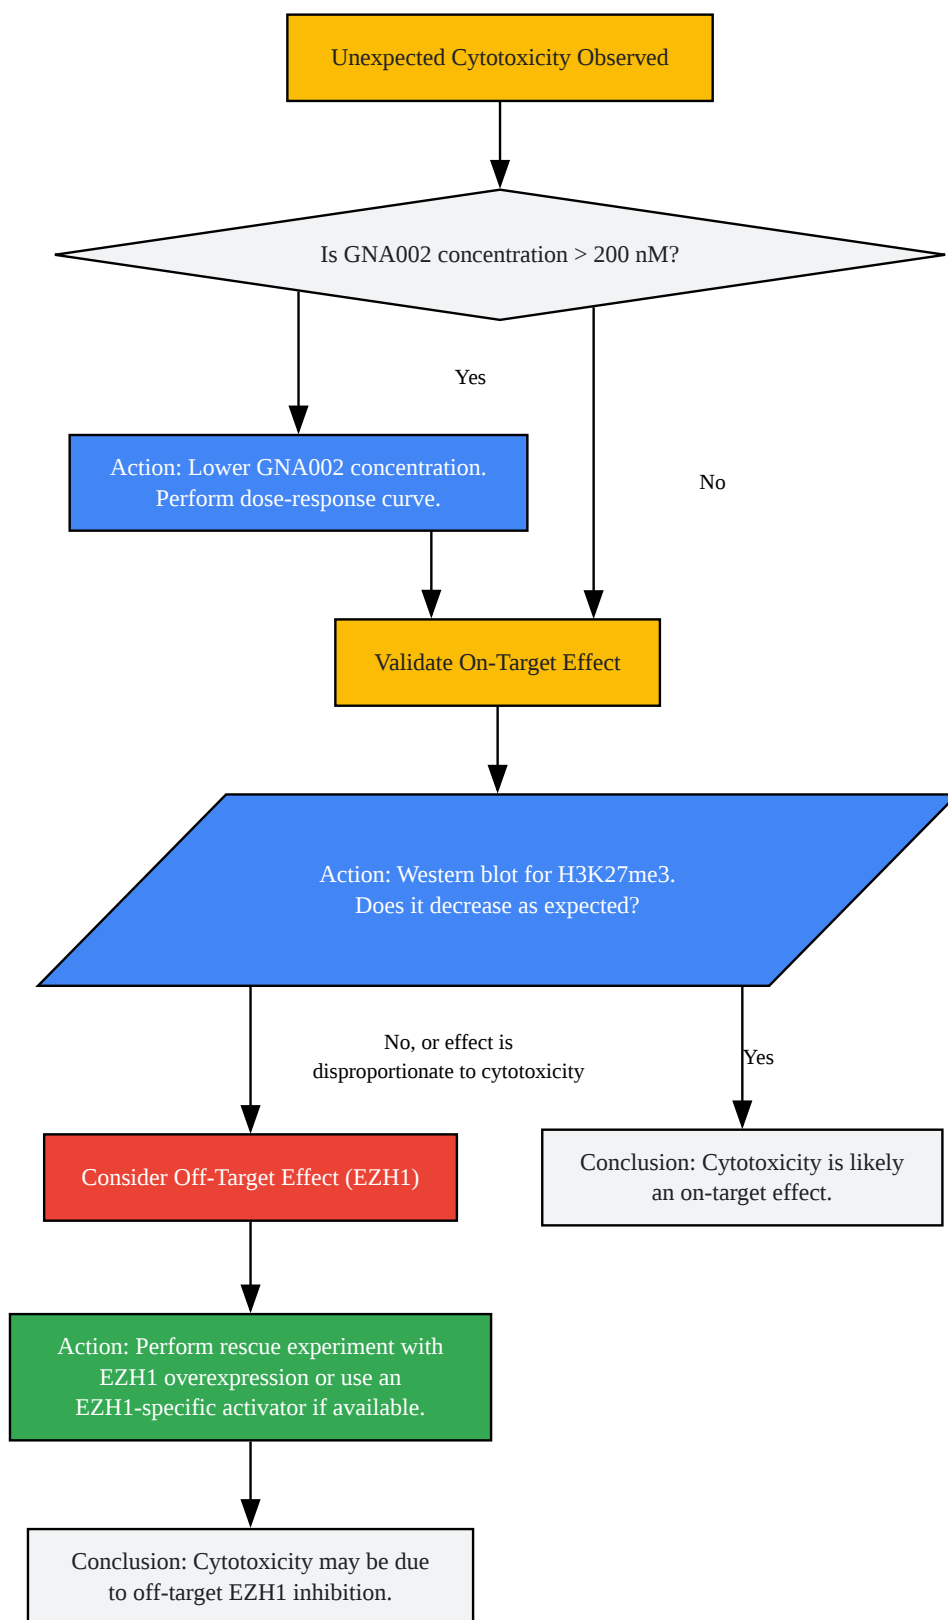 Unexpected Cytotoxicity Observed
Is GNA002 concentration > 200 nM?
Yes
Action: Lower GNA002 concentration.
Perform dose-response curve.
No
Validate On-Target Effect
Action: Western blot for H3K27me3.
Does it decrease as expected?
No, or effect is
disproportionate to cytotoxicity
Yes
Consider Off-Target Effect (EZH1)
Conclusion: Cytotoxicity is likely
an on-target effect.
Action: Perform rescue experiment with
EZH1 overexpression or use an
EZH1-specific activator if available.
Conclusion: Cytotoxicity may be due
to off-target EZH1 inhibition.